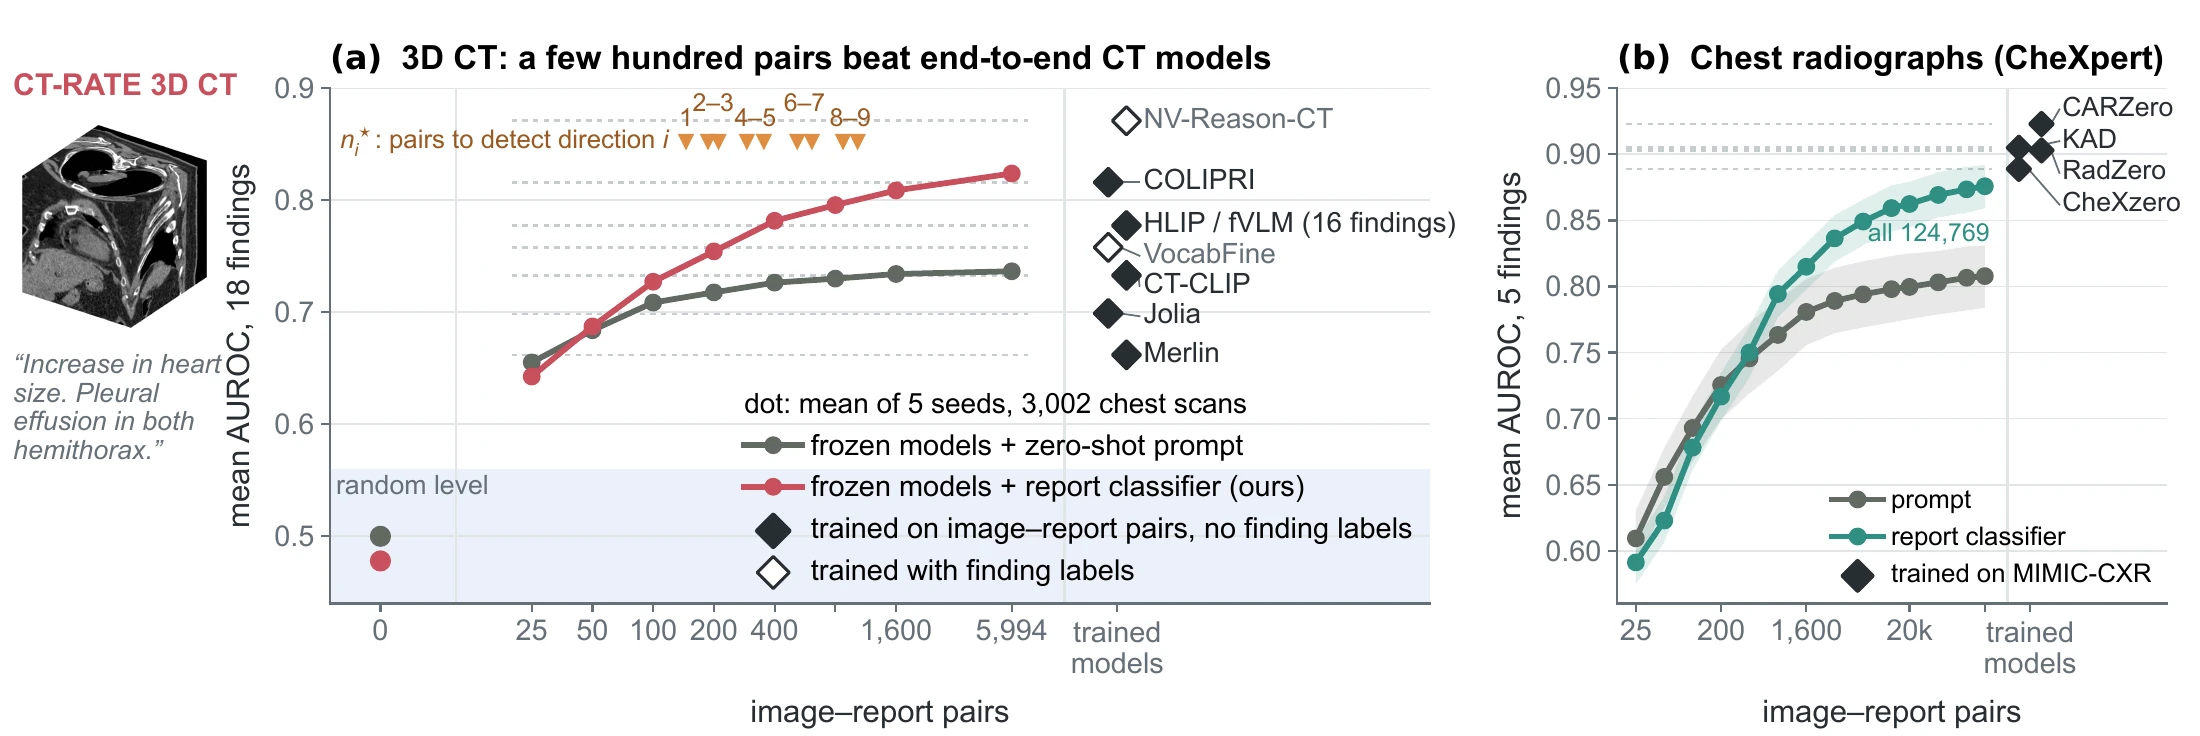 CT-RATE 3D CT
“Increase in heart
size. Pleural
effusion in both
hemithorax.”
(a) 3D CT: a few hundred pairs beat end-to-end CT models
mean AUROC, 18 findings
0.9
0.8
0.7
0.6
0.5
n_i^⋆ : pairs to detect direction i
1
2–3
4–5
6–7
8–9
NV-Reason-CT
COLIPRI
HLIP / fVLM (16 findings)
VocabFine
CT-CLIP
Jolia
Merlin
dot: mean of 5 seeds, 3,002 chest scans
frozen models + zero-shot prompt
frozen models + report classifier (ours)
trained on image–report pairs, no finding labels
trained with finding labels
random level
0
25
50
100
200
400
1,600
5,994
trained
models
image–report pairs
(b) Chest radiographs (CheXpert)
mean AUROC, 5 findings
0.95
0.90
0.85
0.80
0.75
0.70
0.65
0.60
CARZero
KAD
RadZero
CheXzero
all 124,769
prompt
report classifier
trained on MIMIC-CXR
25
200
1,600
20k
trained
models
image–report pairs